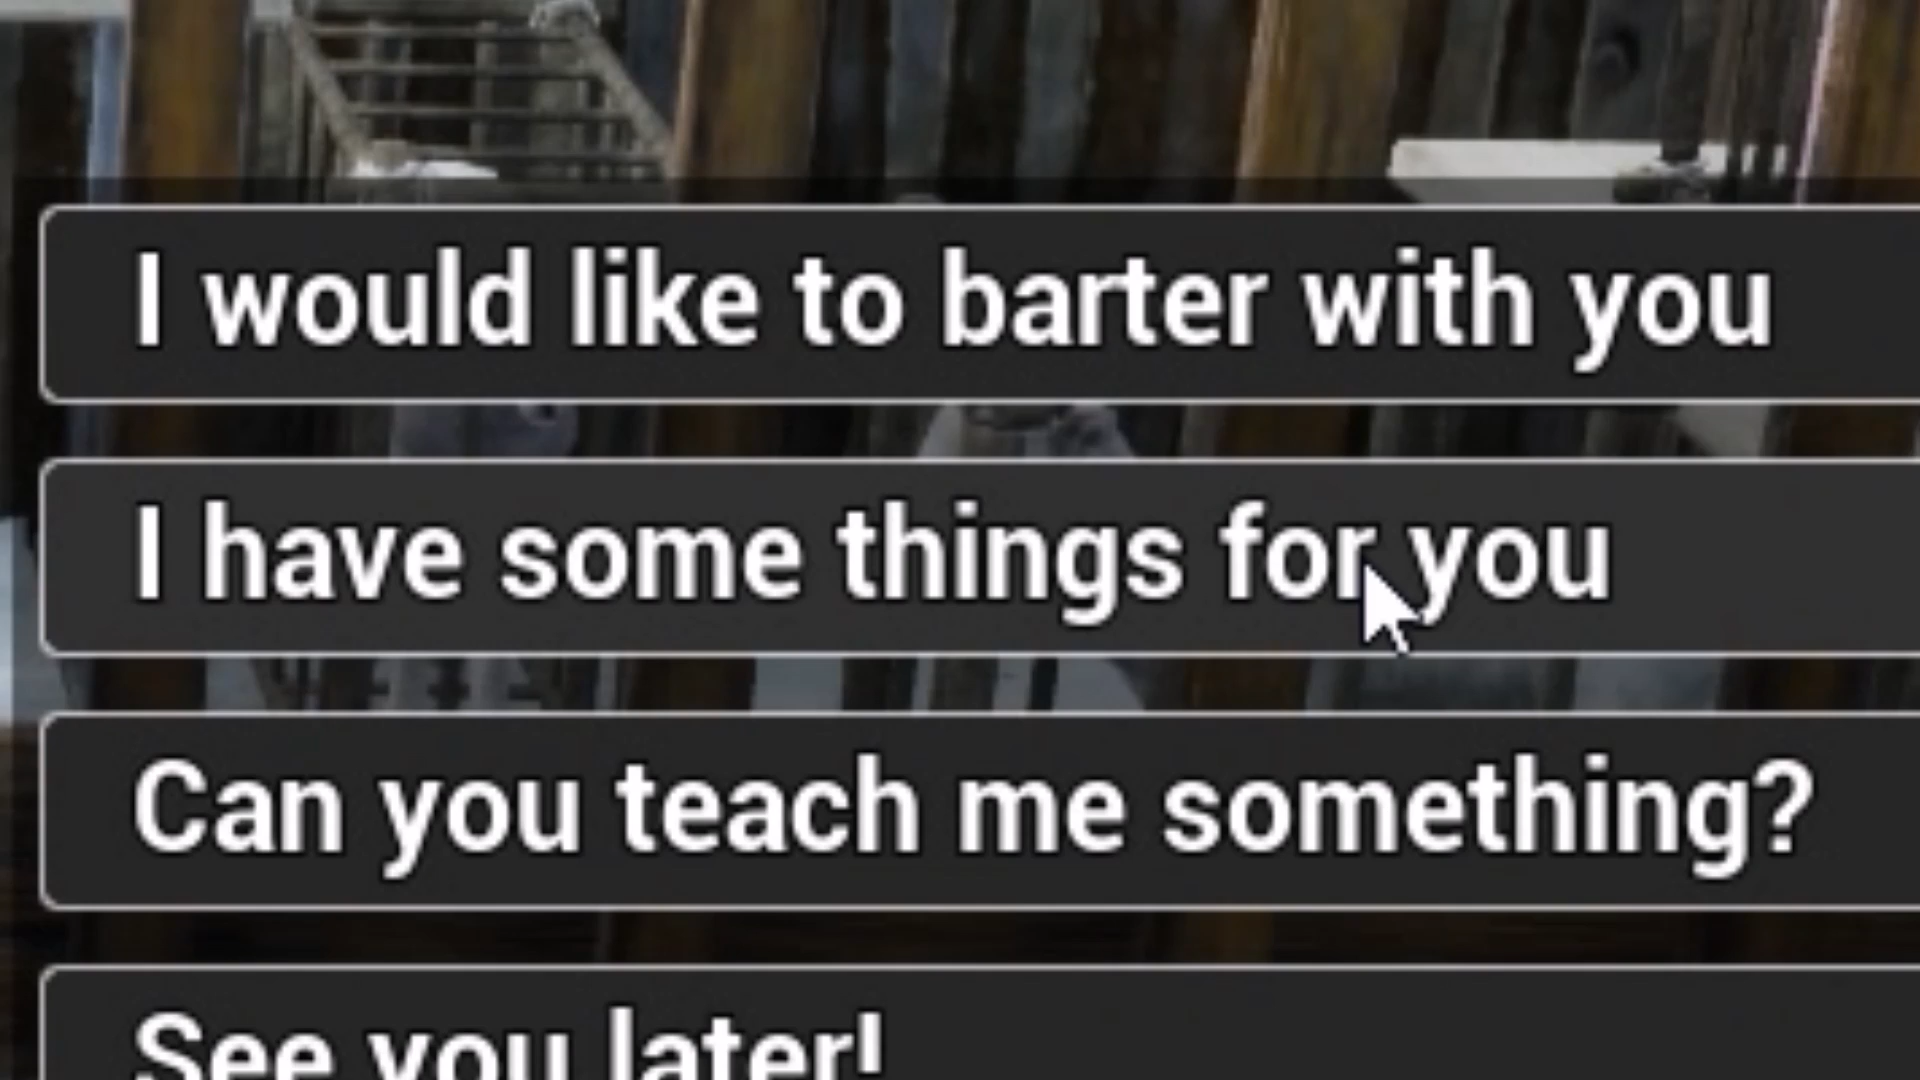 I would like to barter with you
I have some things for you
Can you teach me something?
See you later!